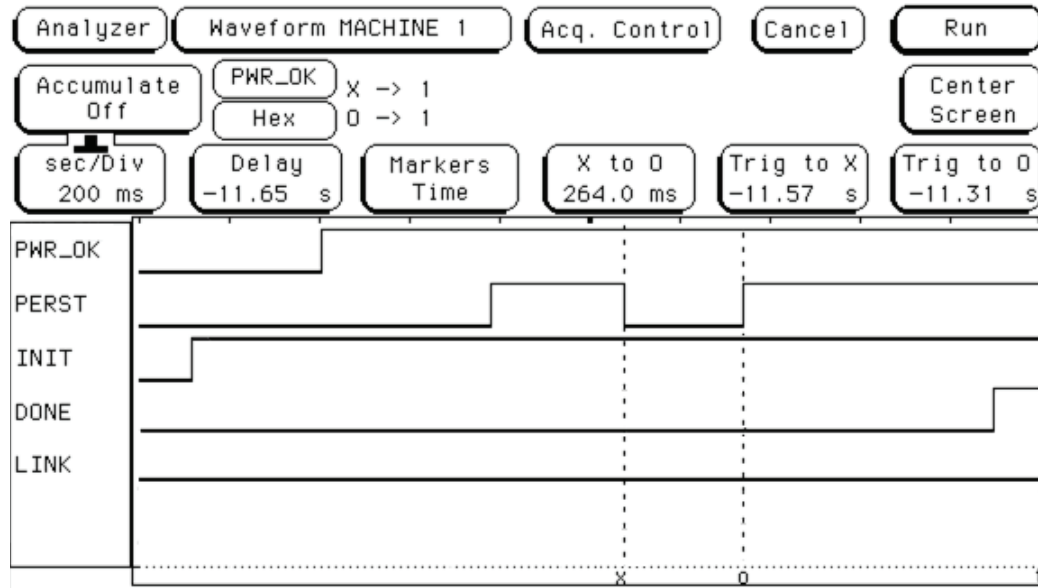 Analyzer Waveform MACHINE 1 Acq. Control Cancel Run
Accumulate
Off
PWR_OK X -> 1
Hex O -> 1
Center
Screen
sec/Div
200 ms
Delay
-11.65 s
Markers
Time
X to O
264.0 ms
Trig to X
-11.57 s
Trig to O
-11.31 s
PWR_OK
PERST
INIT
DONE
LINK
X O